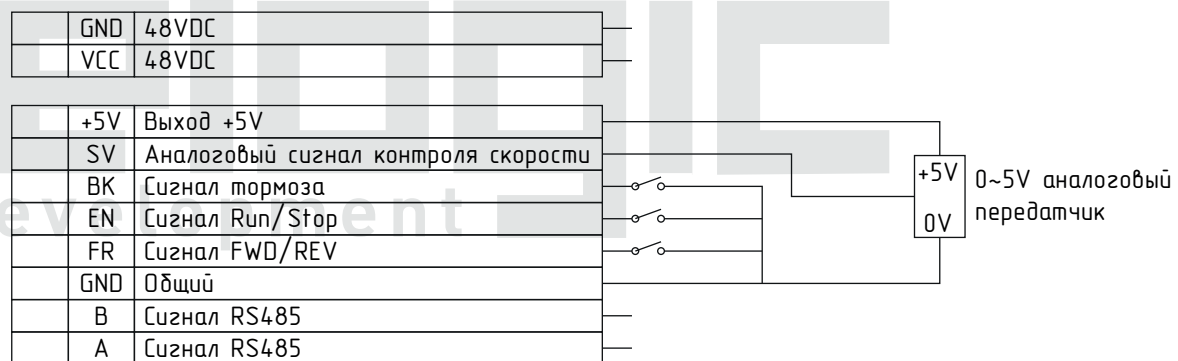 GND 48VDC
VCC 48VDC
+5V Выход +5V
SV Аналоговый сигнал контроля скорости
BK Сигнал тормоза
EN Сигнал Run/Stop
FR Сигнал FWD/REV
GND Общий
B Сигнал RS485
A Сигнал RS485
+5V
0V
0~5V аналоговый
передатчик
evelopment